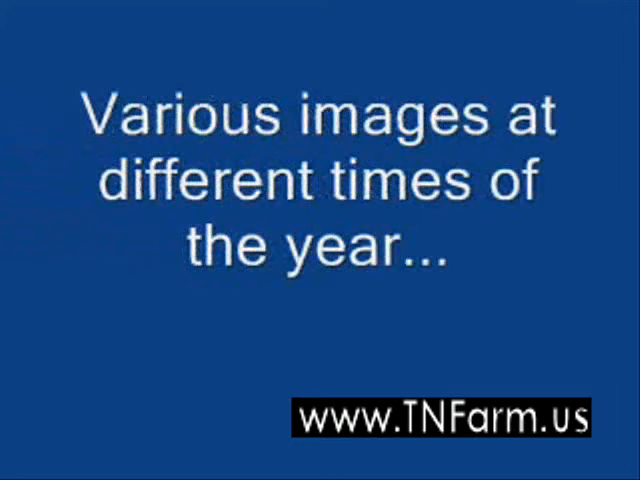 Various images at
different times of
the year...
www.TNFarm.us